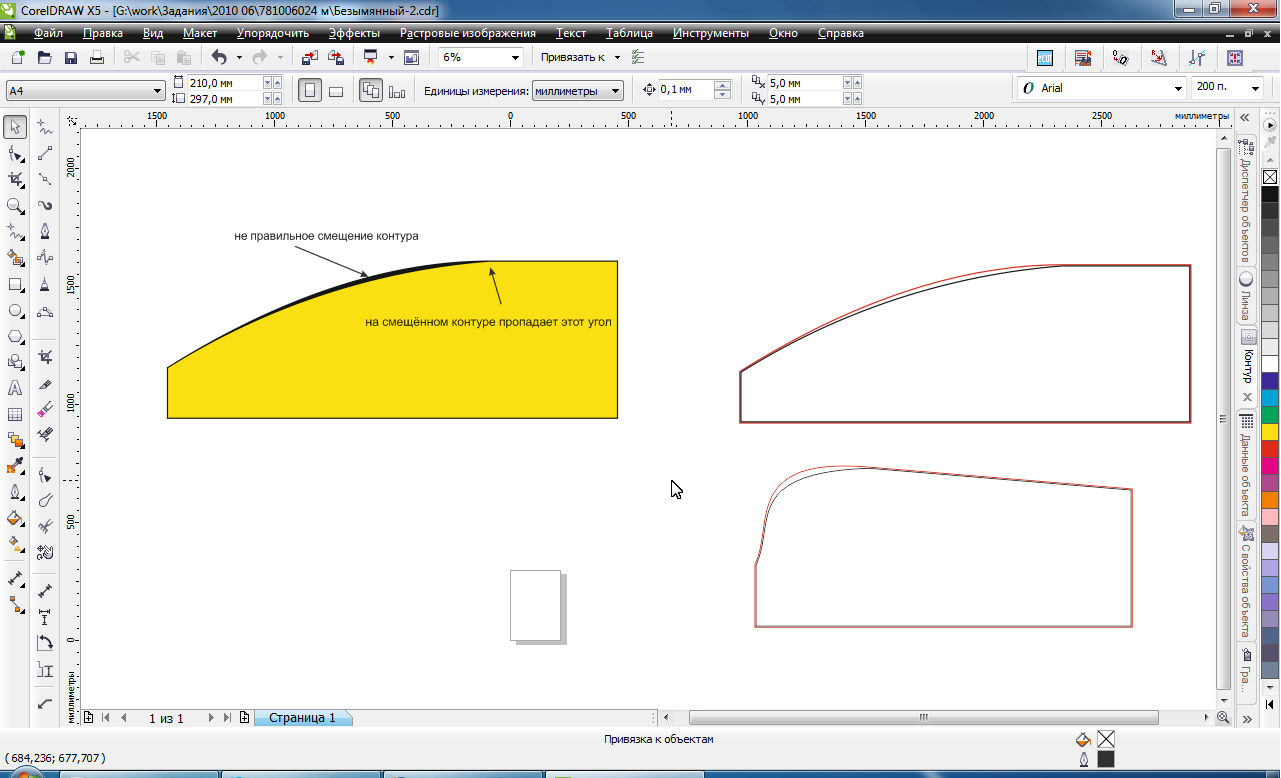 CorelDRAW X5 - [G:\work\Задания\2010 06\781006024 м\Безымянный-2.cdr]
Файл Правка Вид Макет Упорядочить Эффекты Растровые изображения Текст Таблица Инструменты Окно Справка
6% Привязать к
A4 210,0 мм 297,0 мм Единицы измерения: миллиметры 0,1 мм 5,0 мм 5,0 мм Arial 200 п.
1500 1000 500 0 500 1000 1500 2000 2500 миллиметры
2000
1500
1000
500
0
миллиметры
не правильное смещение контура
на смещённом контуре пропадает этот угол
Диспетчер объектов
Линза
Контур
Данные объекта
Свойства объекта
Гра...
1 из 1 Страница 1
Привязка к объектам
( 684,236; 677,707 )